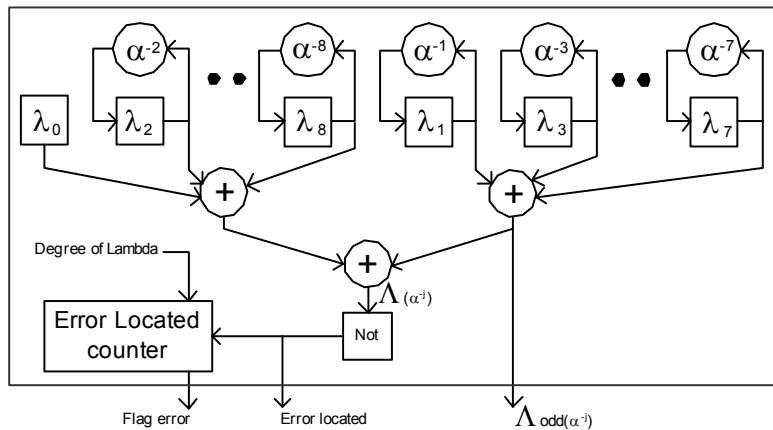 α⁻² α⁻⁸ α⁻¹ α⁻³ α⁻⁷
λ₀ λ₂ λ₈ λ₁ λ₃ λ₇
+ +
Degree of Lambda
+
Λ(α⁻ʲ)
Error Located
counter
Not
Flag error
Error located
Λodd(α⁻ʲ)